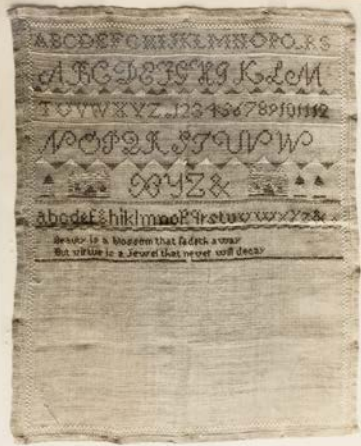 ABCDEFGHIJKLMNOPQRS
ABCDEFGHIKLM
TUVWXYZ.123456789101112
NOPQRSTUVW
XYZ&
abcdefghiklmnopqrstuvwxyz&
Beauty is a blossom that fadeth away
But virtue is a Jewel that never will decay